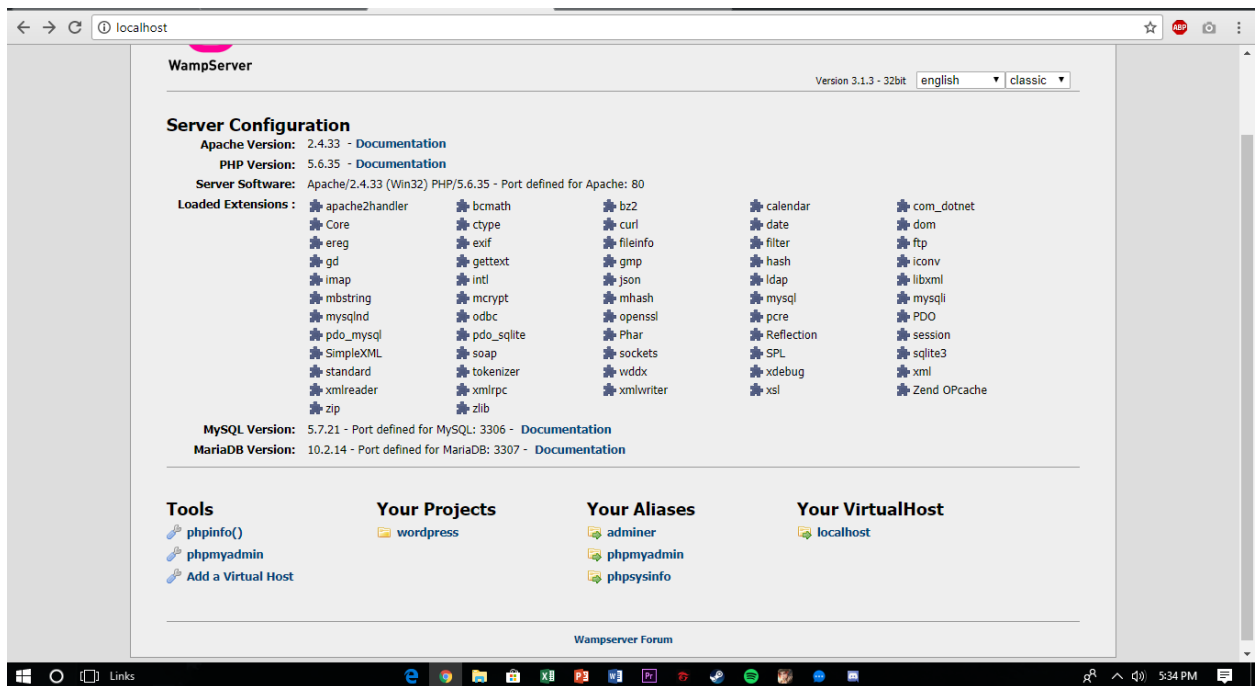 localhost
ABP
WampServer
Version 3.1.3 - 32bit english classic
Server Configuration
Apache Version: 2.4.33 - Documentation
PHP Version: 5.6.35 - Documentation
Server Software: Apache/2.4.33 (Win32) PHP/5.6.35 - Port defined for Apache: 80
Loaded Extensions : apache2handler bcmath bz2 calendar com_dotnet
Core ctype curl date dom
ereg exif fileinfo filter ftp
gd gettext gmp hash iconv
imap intl json ldap libxml
mbstring mcrypt mhash mysql mysqli
mysqlnd odbc openssl pcre PDO
pdo_mysql pdo_sqlite Phar Reflection session
SimpleXML soap sockets SPL sqlite3
standard tokenizer wddx xdebug xml
xmlreader xmlrpc xmlwriter xsl Zend OPcache
zip zlib
MySQL Version: 5.7.21 - Port defined for MySQL: 3306 - Documentation
MariaDB Version: 10.2.14 - Port defined for MariaDB: 3307 - Documentation
Tools
phpinfo()
phpmyadmin
Add a Virtual Host
Your Projects
wordpress
Your Aliases
adminer
phpmyadmin
phpsysinfo
Your VirtualHost
localhost
Wampserver Forum
Links
Pr
5:34 PM